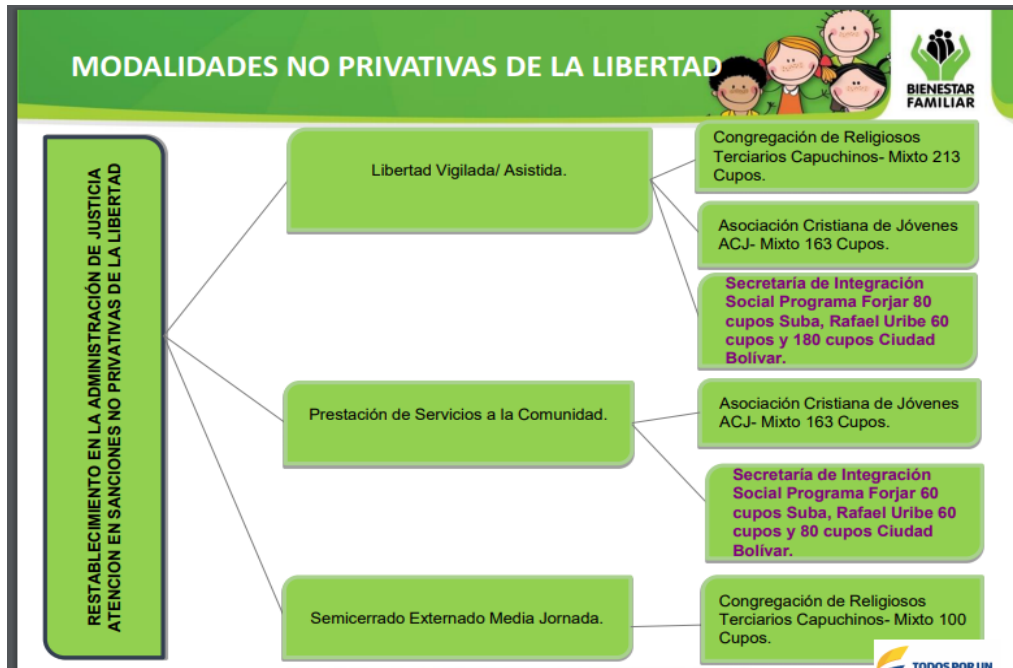 MODALIDADES NO PRIVATIVAS DE LA LIBERTAD
BIENESTAR
FAMILIAR
RESTABLECIMIENTO EN LA ADMINISTRACIÓN DE JUSTICIA
ATENCION EN SANCIONES NO PRIVATIVAS DE LA LIBERTAD
Libertad Vigilada/ Asistida.
Congregación de Religiosos
Terciarios Capuchinos- Mixto 213
Cupos.
Asociación Cristiana de Jóvenes
ACJ- Mixto 163 Cupos.
Secretaría de Integración
Social Programa Forjar 80
cupos Suba, Rafael Uribe 60
cupos y 180 cupos Ciudad
Bolívar.
Prestación de Servicios a la Comunidad.
Asociación Cristiana de Jóvenes
ACJ- Mixto 163 Cupos.
Secretaría de Integración
Social Programa Forjar 60
cupos Suba, Rafael Uribe 60
cupos y 80 cupos Ciudad
Bolívar.
Semicerrado Externado Media Jornada.
Congregación de Religiosos
Terciarios Capuchinos- Mixto 100
Cupos.
TODOS POR UN